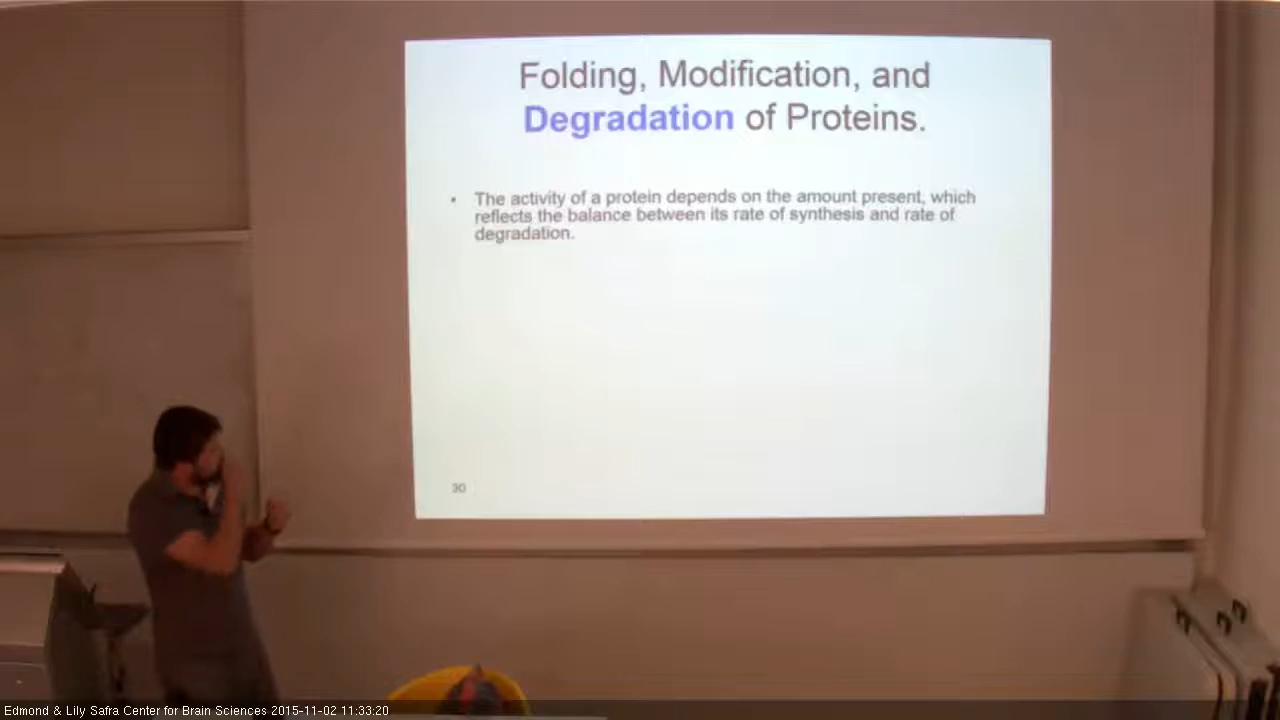 Folding, Modification, and
Degradation of Proteins.
• The activity of a protein depends on the amount present, which
reflects the balance between its rate of synthesis and rate of
degradation.
30
Edmond & Lily Safra Center for Brain Sciences 2015-11-02 11:33:20